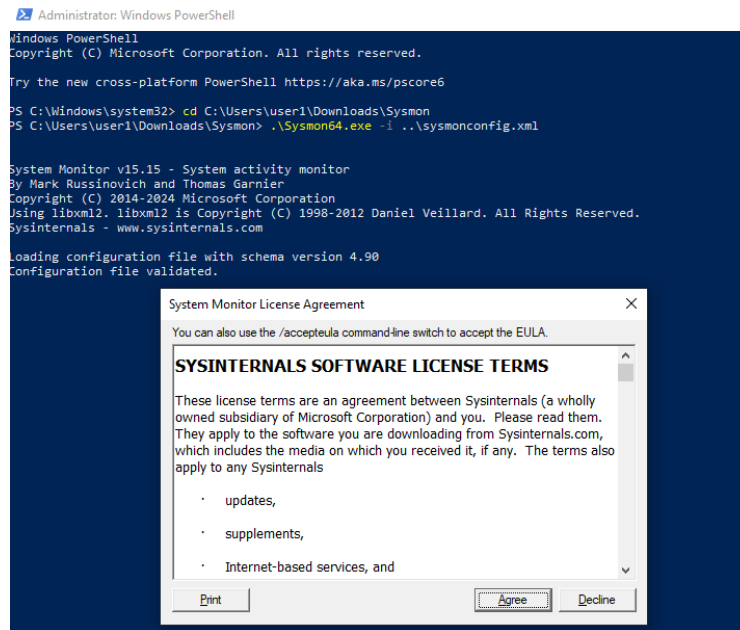 Administrator: Windows PowerShell
Windows PowerShell
Copyright (C) Microsoft Corporation. All rights reserved.
Try the new cross-platform PowerShell https://aka.ms/pscore6
PS C:\Windows\system32> cd C:\Users\user1\Downloads\Sysmon
PS C:\Users\user1\Downloads\Sysmon> .\Sysmon64.exe -i ..\sysmonconfig.xml
System Monitor v15.15 - System activity monitor
By Mark Russinovich and Thomas Garnier
Copyright (C) 2014-2024 Microsoft Corporation
Using libxml2. libxml2 is Copyright (C) 1998-2012 Daniel Veillard. All Rights Reserved.
Sysinternals - www.sysinternals.com
Loading configuration file with schema version 4.90
Configuration file validated.
System Monitor License Agreement
You can also use the /accepteula command-line switch to accept the EULA.
SYSINTERNALS SOFTWARE LICENSE TERMS
These license terms are an agreement between Sysinternals (a wholly
owned subsidiary of Microsoft Corporation) and you.  Please read them.
They apply to the software you are downloading from Sysinternals.com,
which includes the media on which you received it, if any.  The terms also
apply to any Sysinternals
· updates,
· supplements,
· Internet-based services, and
Print Agree Decline